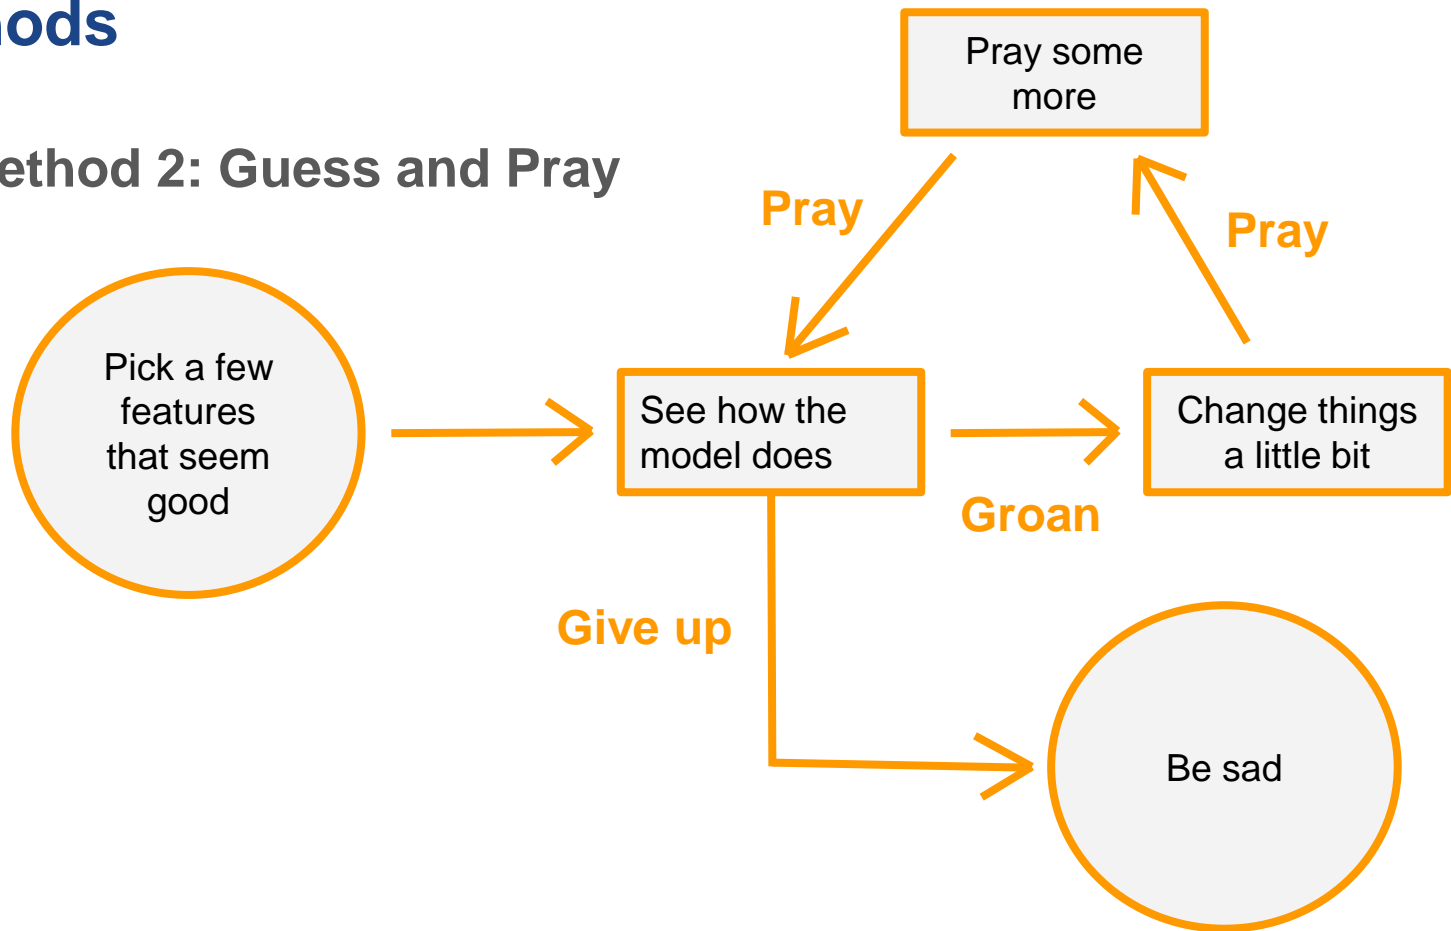 nods
ethod 2: Guess and Pray
Pray some
more
Pray
Pray
Pick a few
features
that seem
good
See how the
model does
Change things
a little bit
Groan
Give up
Be sad